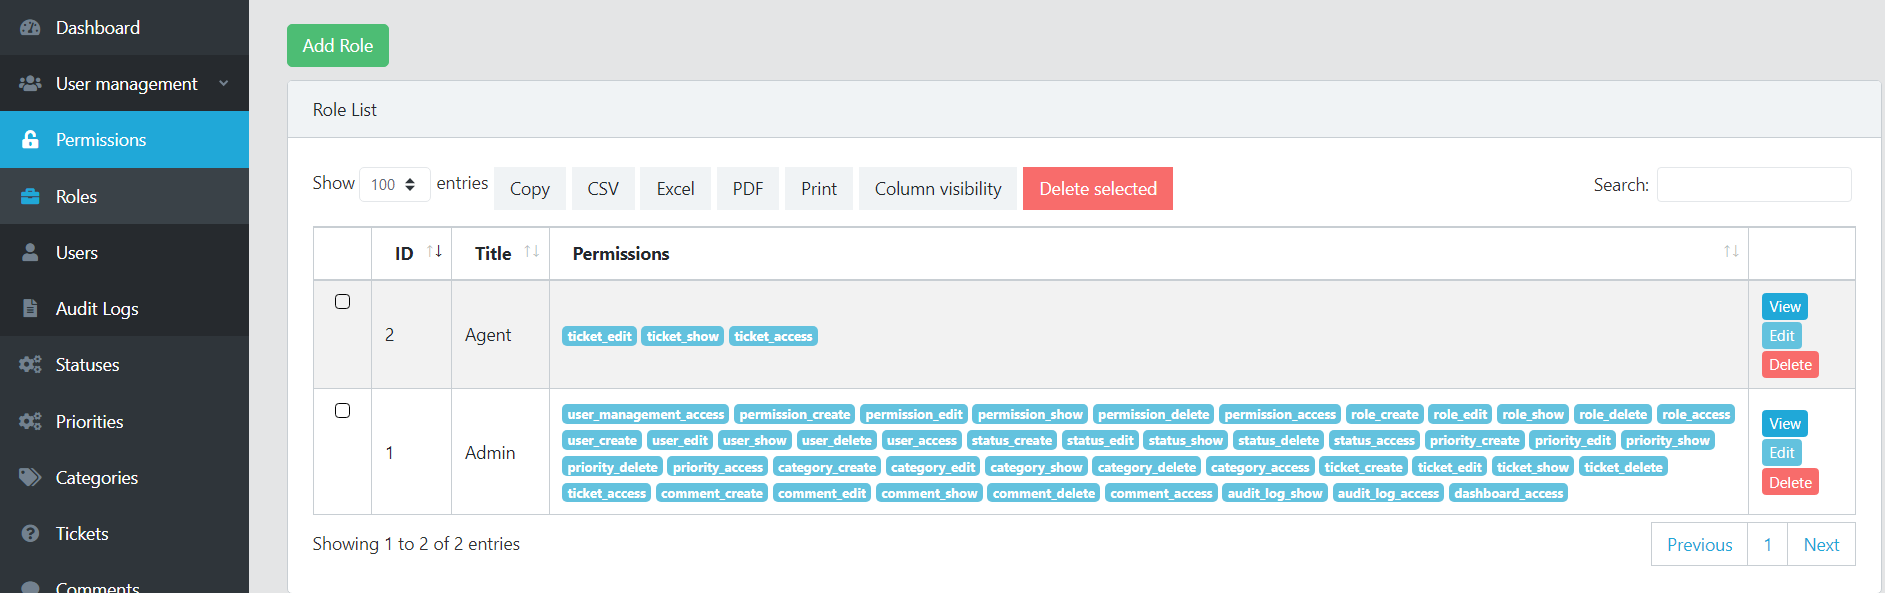 Dashboard
User management
Permissions
Roles
Users
Audit Logs
Statuses
Priorities
Categories
Tickets
Comments
Add Role
Role List
Show 100 entries Copy CSV Excel PDF Print Column visibility Delete selected Search:
ID Title Permissions
2 Agent ticket_edit ticket_show ticket_access View Edit Delete
1 Admin
user_management_access permission_create permission_edit permission_show permission_delete permission_access role_create role_edit role_show role_delete role_access
user_create user_edit user_show user_delete user_access status_create status_edit status_show status_delete status_access priority_create priority_edit priority_show
priority_delete priority_access category_create category_edit category_show category_delete category_access ticket_create ticket_edit ticket_show ticket_delete
ticket_access comment_create comment_edit comment_show comment_delete comment_access audit_log_show audit_log_access dashboard_access
View
Edit
Delete
Showing 1 to 2 of 2 entries
Previous 1 Next